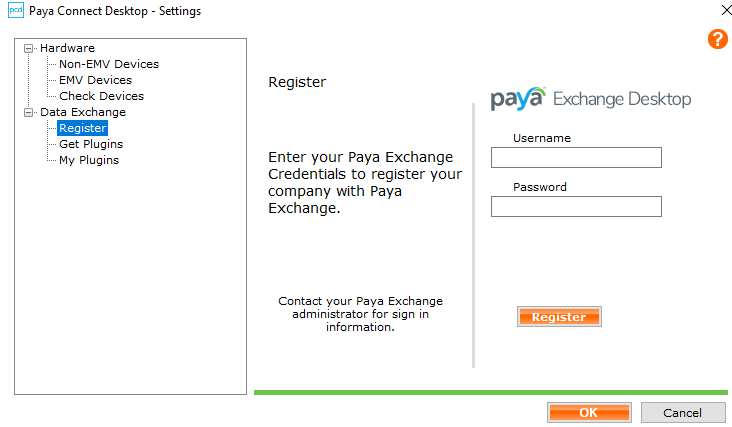 pcd Paya Connect Desktop - Settings
?
Hardware
Non-EMV Devices
EMV Devices
Check Devices
Data Exchange
Register
Get Plugins
My Plugins
Register
Enter your Paya Exchange
Credentials to register your
company with Paya
Exchange.
Contact your Paya Exchange
administrator for sign in
information.
paya Exchange Desktop
Username
Password
Register
OK
Cancel